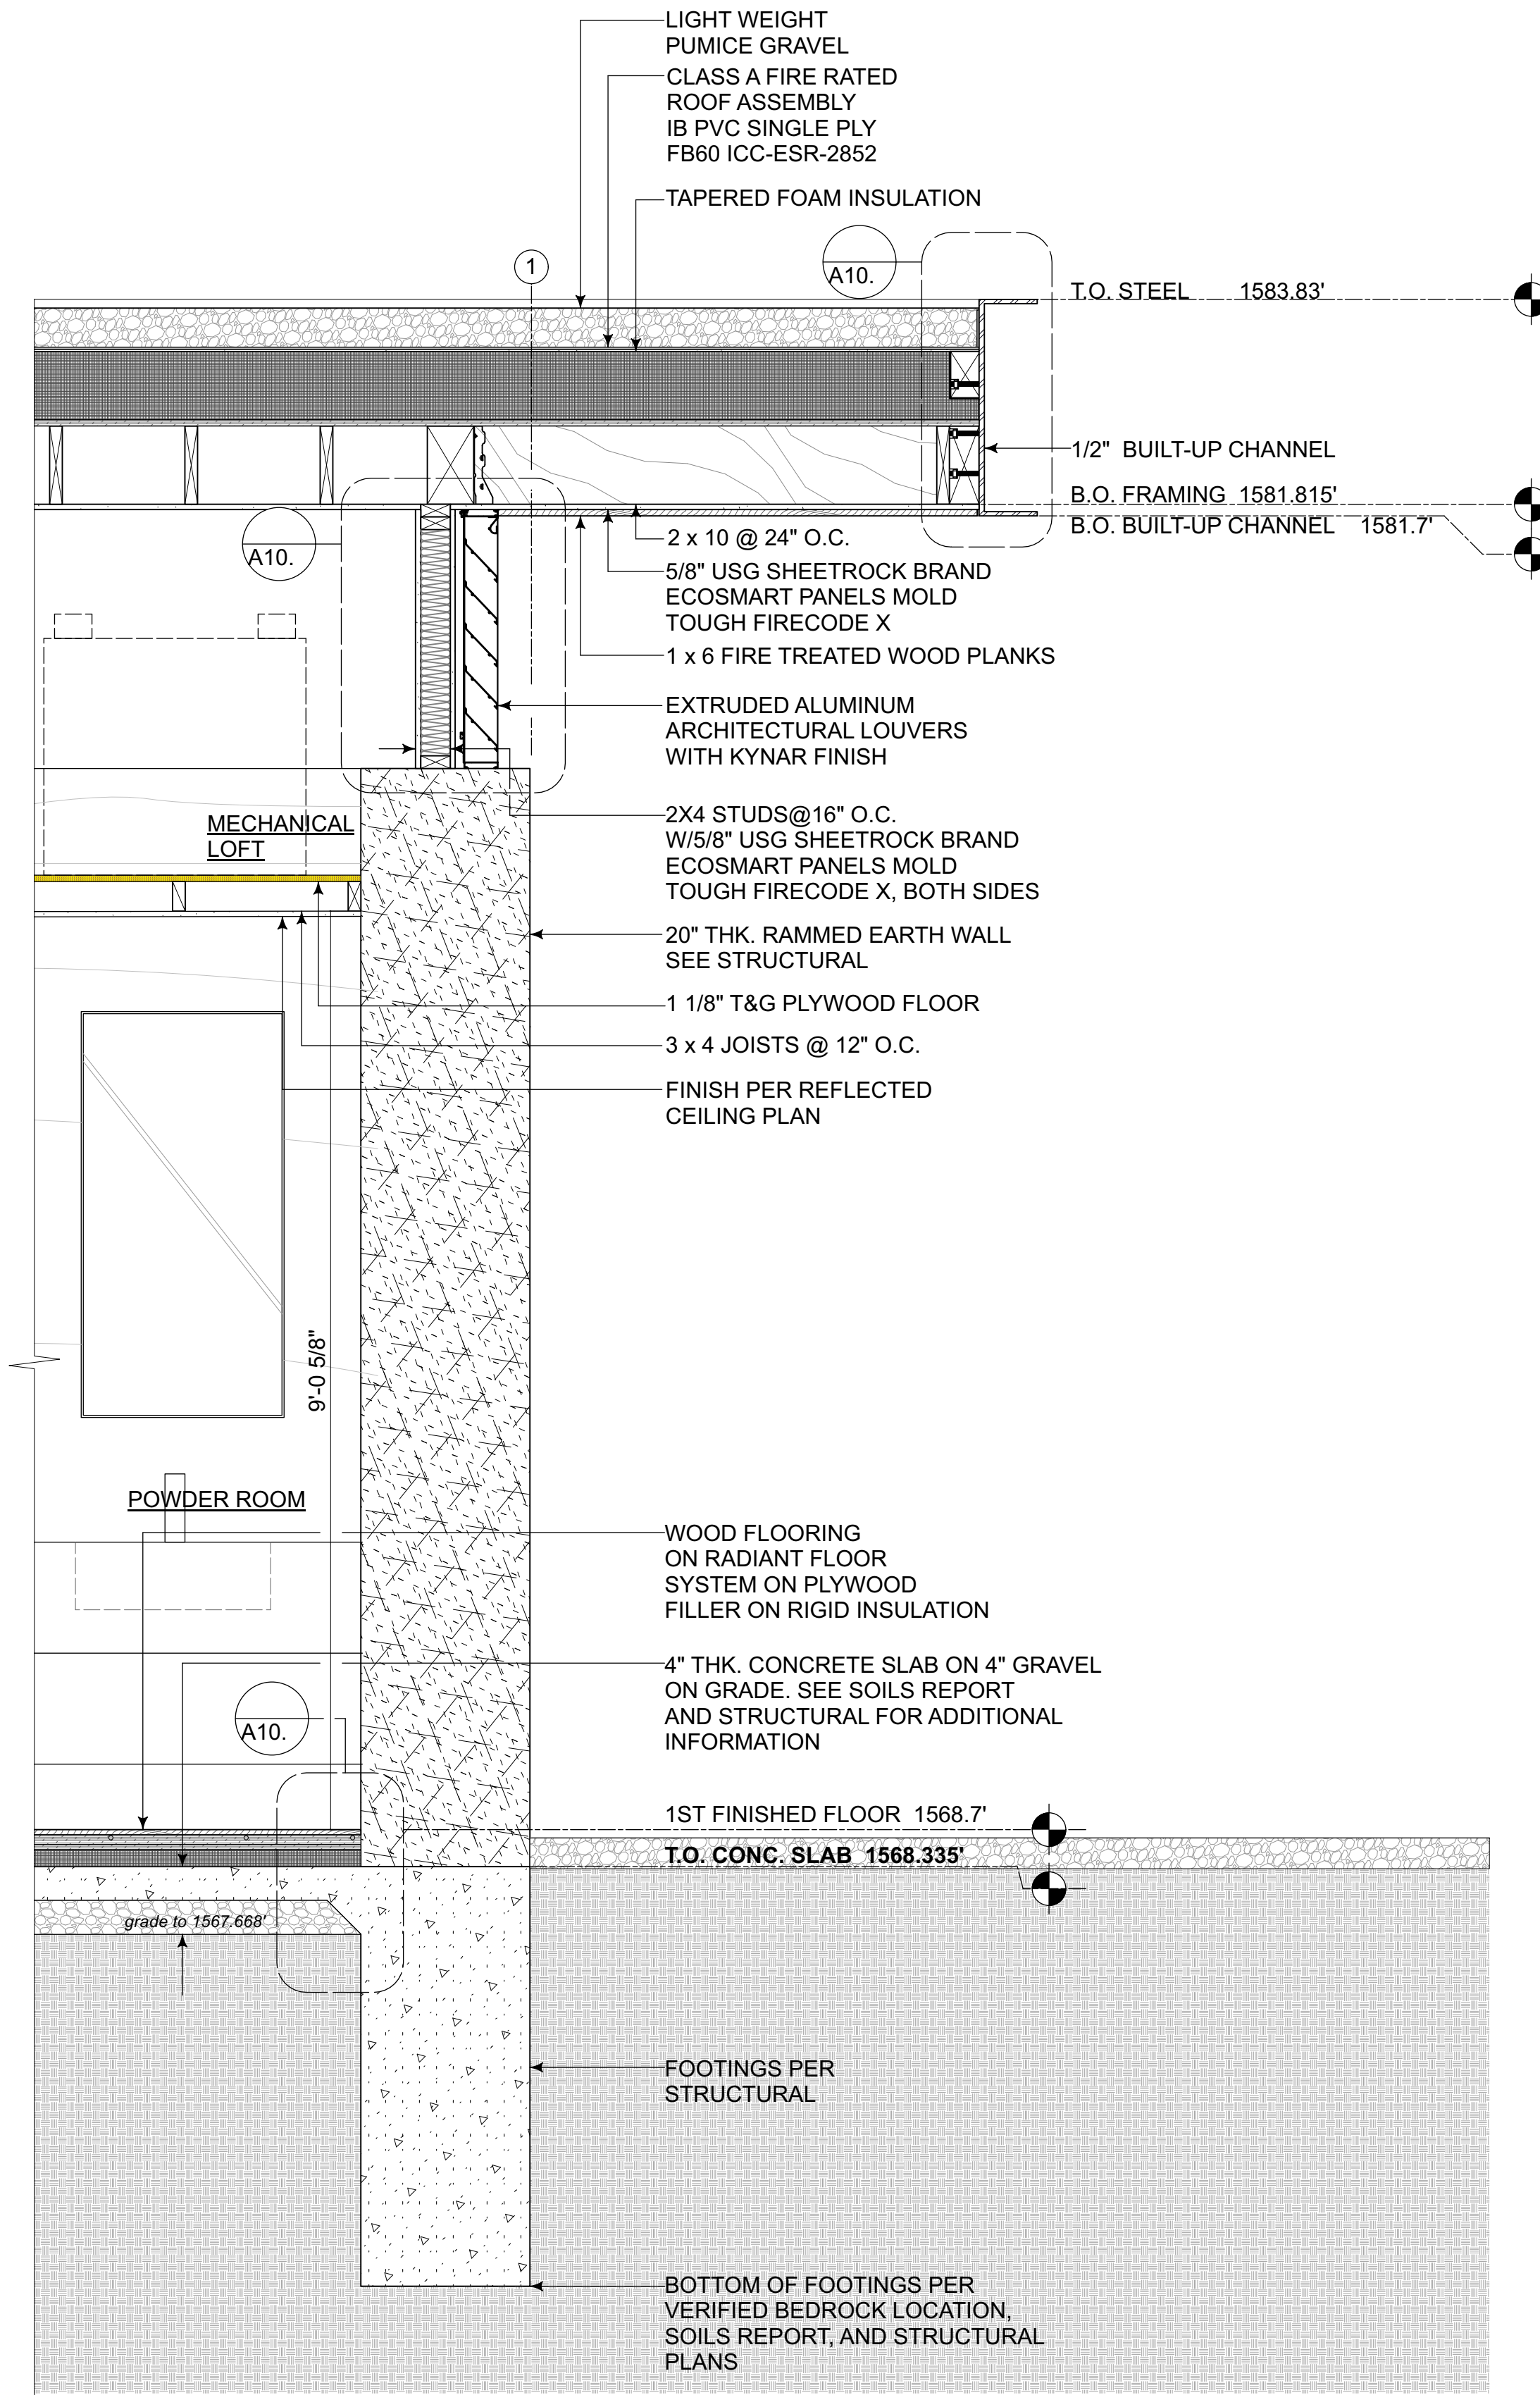 LIGHT WEIGHT
PUMICE GRAVEL
CLASS A FIRE RATED
ROOF ASSEMBLY
IB PVC SINGLE PLY
FB60 ICC-ESR-2852
TAPERED FOAM INSULATION
1
A10.
T.O. STEEL 1583.83'
1/2" BUILT-UP CHANNEL
B.O. FRAMING 1581.815'
B.O. BUILT-UP CHANNEL 1581.7'
A10.
2 x 10 @ 24" O.C.
5/8" USG SHEETROCK BRAND
ECOSMART PANELS MOLD
TOUGH FIRECODE X
1 x 6 FIRE TREATED WOOD PLANKS
EXTRUDED ALUMINUM
ARCHITECTURAL LOUVERS
WITH KYNAR FINISH
MECHANICAL
LOFT
2X4 STUDS@16" O.C.
W/5/8" USG SHEETROCK BRAND
ECOSMART PANELS MOLD
TOUGH FIRECODE X, BOTH SIDES
20" THK. RAMMED EARTH WALL
SEE STRUCTURAL
1 1/8" T&G PLYWOOD FLOOR
3 x 4 JOISTS @ 12" O.C.
FINISH PER REFLECTED
CEILING PLAN
9'-0 5/8"
POWDER ROOM
WOOD FLOORING
ON RADIANT FLOOR
SYSTEM ON PLYWOOD
FILLER ON RIGID INSULATION
4" THK. CONCRETE SLAB ON 4" GRAVEL
ON GRADE. SEE SOILS REPORT
AND STRUCTURAL FOR ADDITIONAL
INFORMATION
A10.
1ST FINISHED FLOOR 1568.7'
T.O. CONC. SLAB 1568.335'
grade to 1567.668'
FOOTINGS PER
STRUCTURAL
BOTTOM OF FOOTINGS PER
VERIFIED BEDROCK LOCATION,
SOILS REPORT, AND STRUCTURAL
PLANS